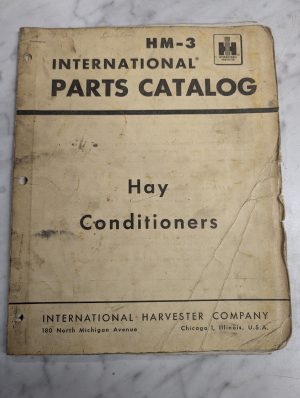 HM-3
INTERNATIONAL®
PARTS CATALOG
Hay
Conditioners
INTERNATIONAL HARVESTER COMPANY
180 North Michigan Avenue Chicago 1, Illinois, U.S.A.